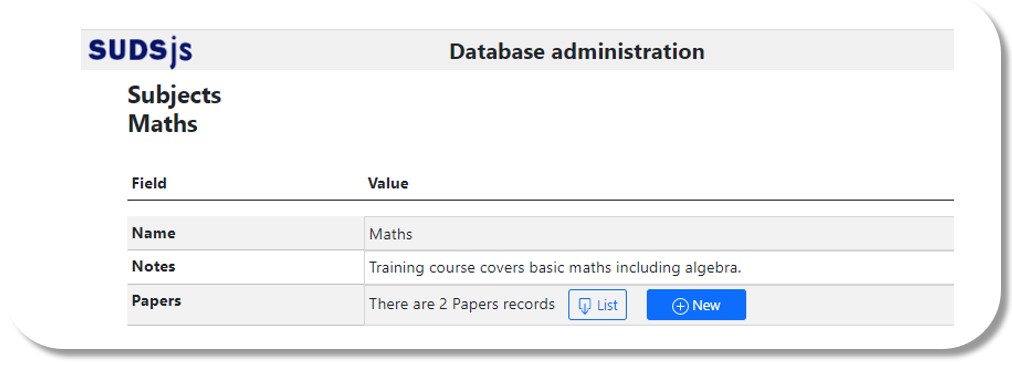 SUDSjs Database administration
Subjects
Maths
Field Value
Name Maths
Notes Training course covers basic maths including algebra.
Papers There are 2 Papers records List New